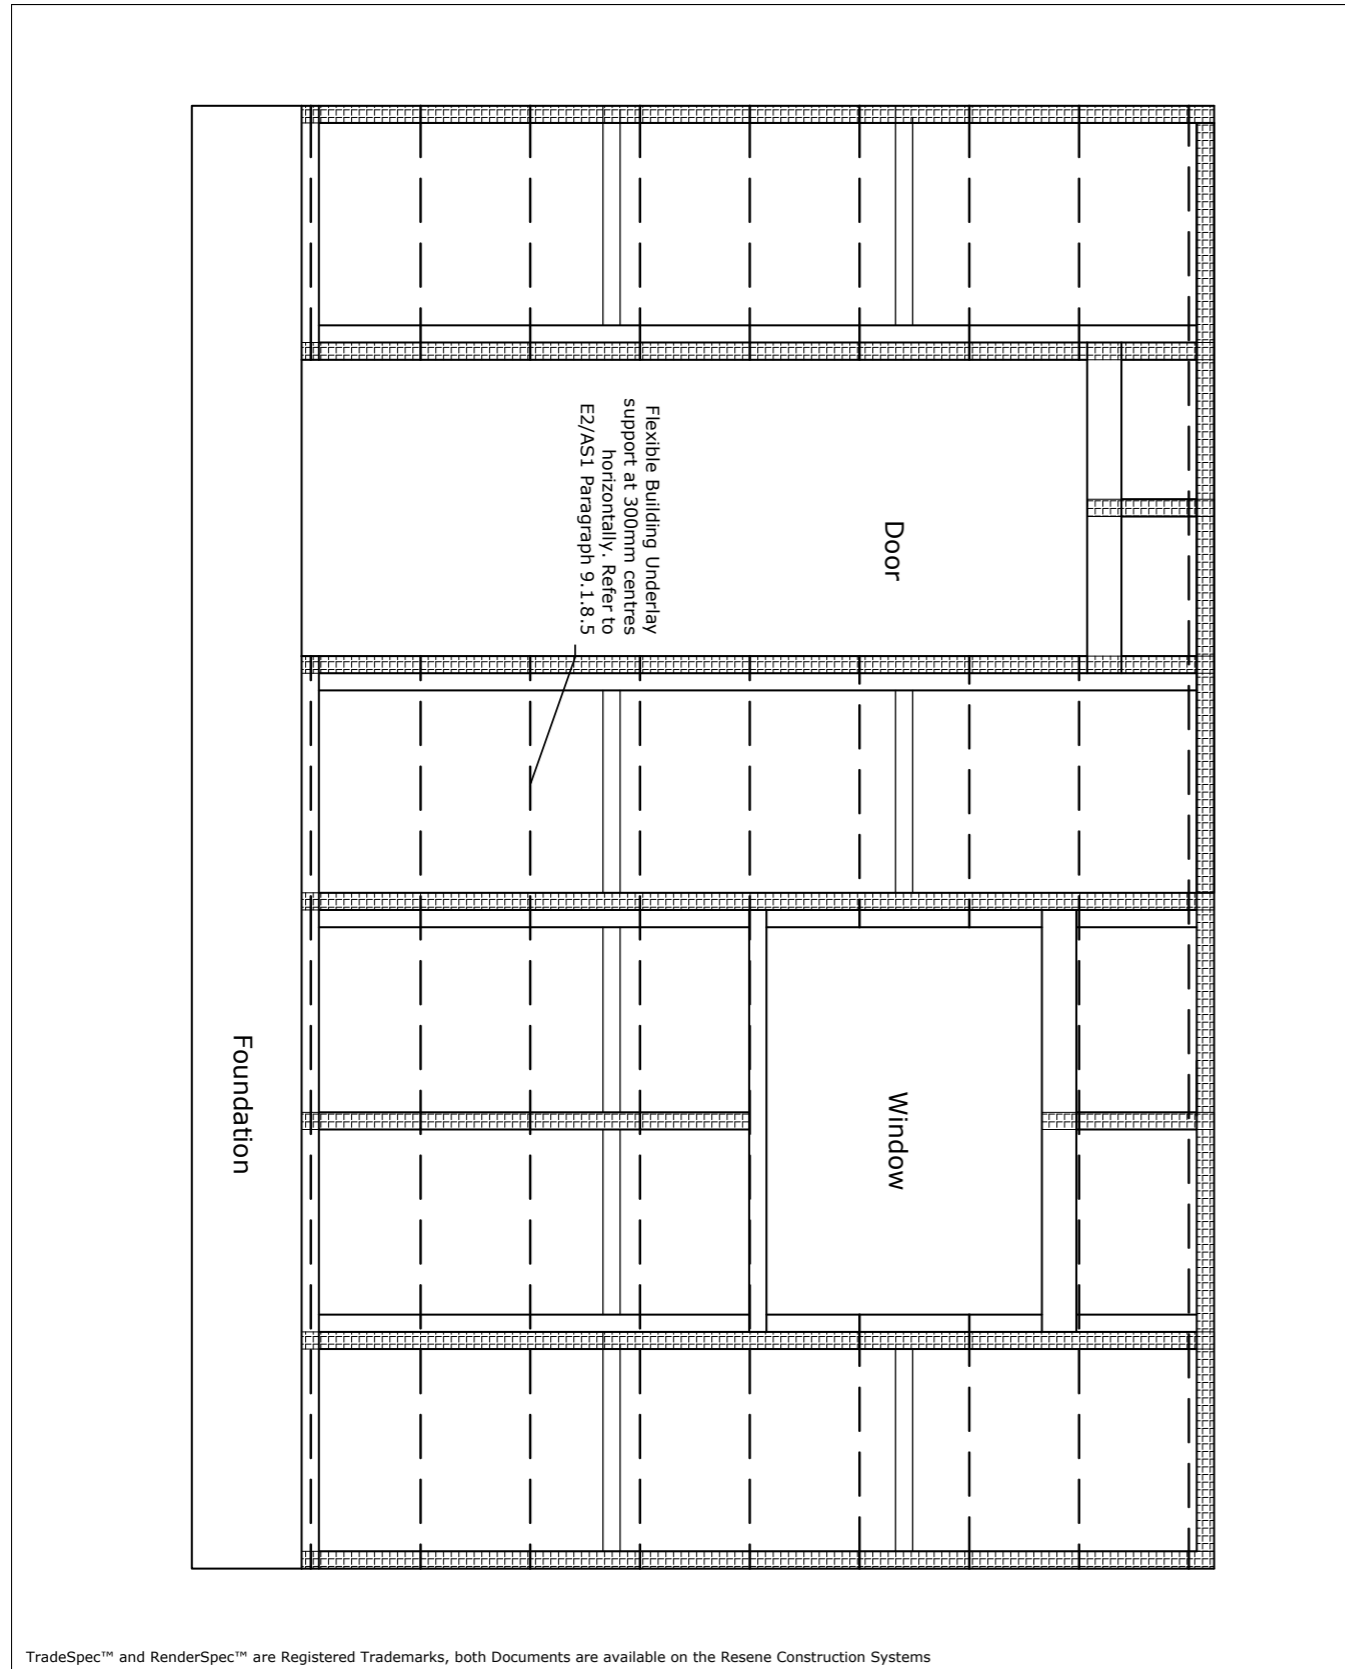 Flexible Building Underlay
support at 300mm centres
horizontally. Refer to
E2/AS1 Paragraph 9.1.8.5
Door
Window
Foundation
TradeSpec™ and RenderSpec™ are Registered Trademarks, both Documents are available on the Resene Construction Systems